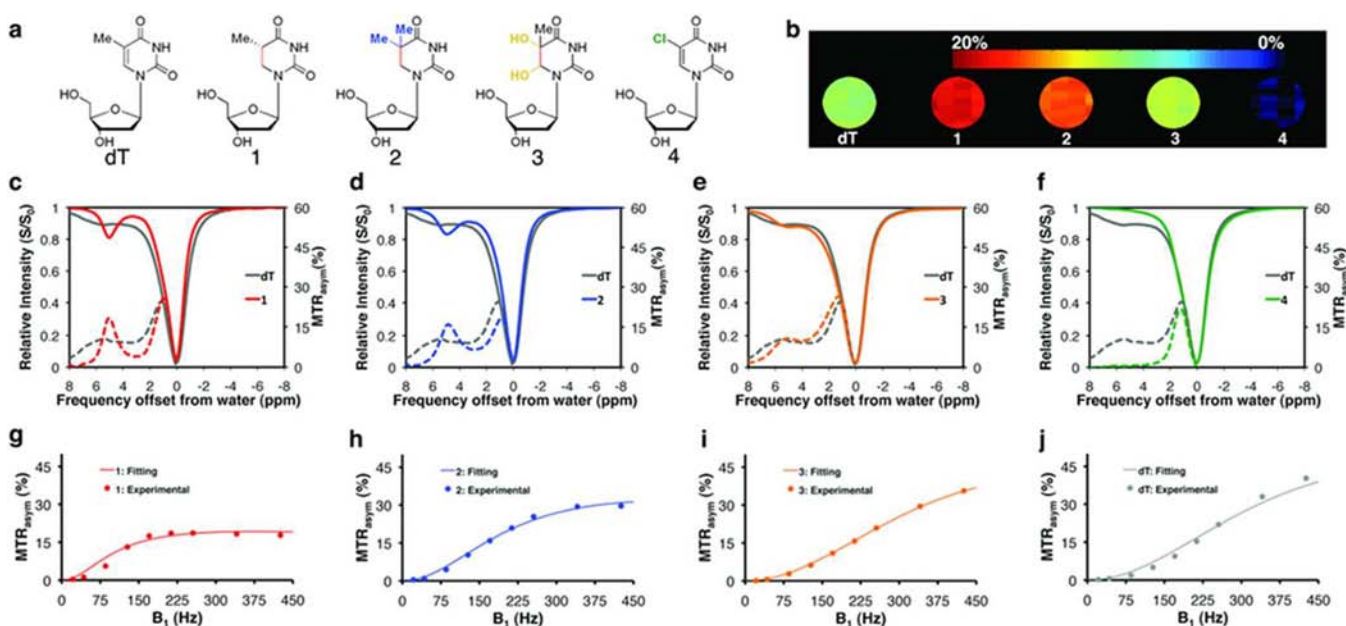 a
Me
O
NH
N
O
HO
O
OH
dT
Me
O
NH
N
O
HO
O
OH
1
Me
Me
O
NH
N
O
HO
O
OH
2
HO
Me
O
HO
NH
N
O
HO
O
OH
3
Cl
O
NH
N
O
HO
O
OH
4
b
20%
0%
dT
1
2
3
4
c
Relative Intensity (S/S0)
1
0.8
0.6
0.4
0.2
0
8 6 4 2 0 -2 -4 -6 -8
Frequency offset from water (ppm)
60
45
30
15
0
MTRasym(%)
dT
1
d
Relative Intensity (S/S0)
1
0.8
0.6
0.4
0.2
0
8 6 4 2 0 -2 -4 -6 -8
Frequency offset from water (ppm)
60
45
30
15
0
MTRasym(%)
dT
2
e
Relative Intensity (S/S0)
1
0.8
0.6
0.4
0.2
0
8 6 4 2 0 -2 -4 -6 -8
Frequency offset from water (ppm)
60
45
30
15
0
MTRasym(%)
dT
3
f
Relative Intensity (S/S0)
1
0.8
0.6
0.4
0.2
0
8 6 4 2 0 -2 -4 -6 -8
Frequency offset from water (ppm)
60
45
30
15
0
MTRasym(%)
dT
4
g
MTRasym (%)
45
30
15
0
1: Fitting
1: Experimental
0 75 150 225 300 375 450
B1 (Hz)
h
MTRasym (%)
45
30
15
0
2: Fitting
2: Experimental
0 75 150 225 300 375 450
B1 (Hz)
i
MTRasym (%)
45
30
15
0
3: Fitting
3: Experimental
0 75 150 225 300 375 450
B1 (Hz)
j
MTRasym (%)
45
30
15
0
dT: Fitting
dT: Experimental
0 75 150 225 300 375 450
B1 (Hz)